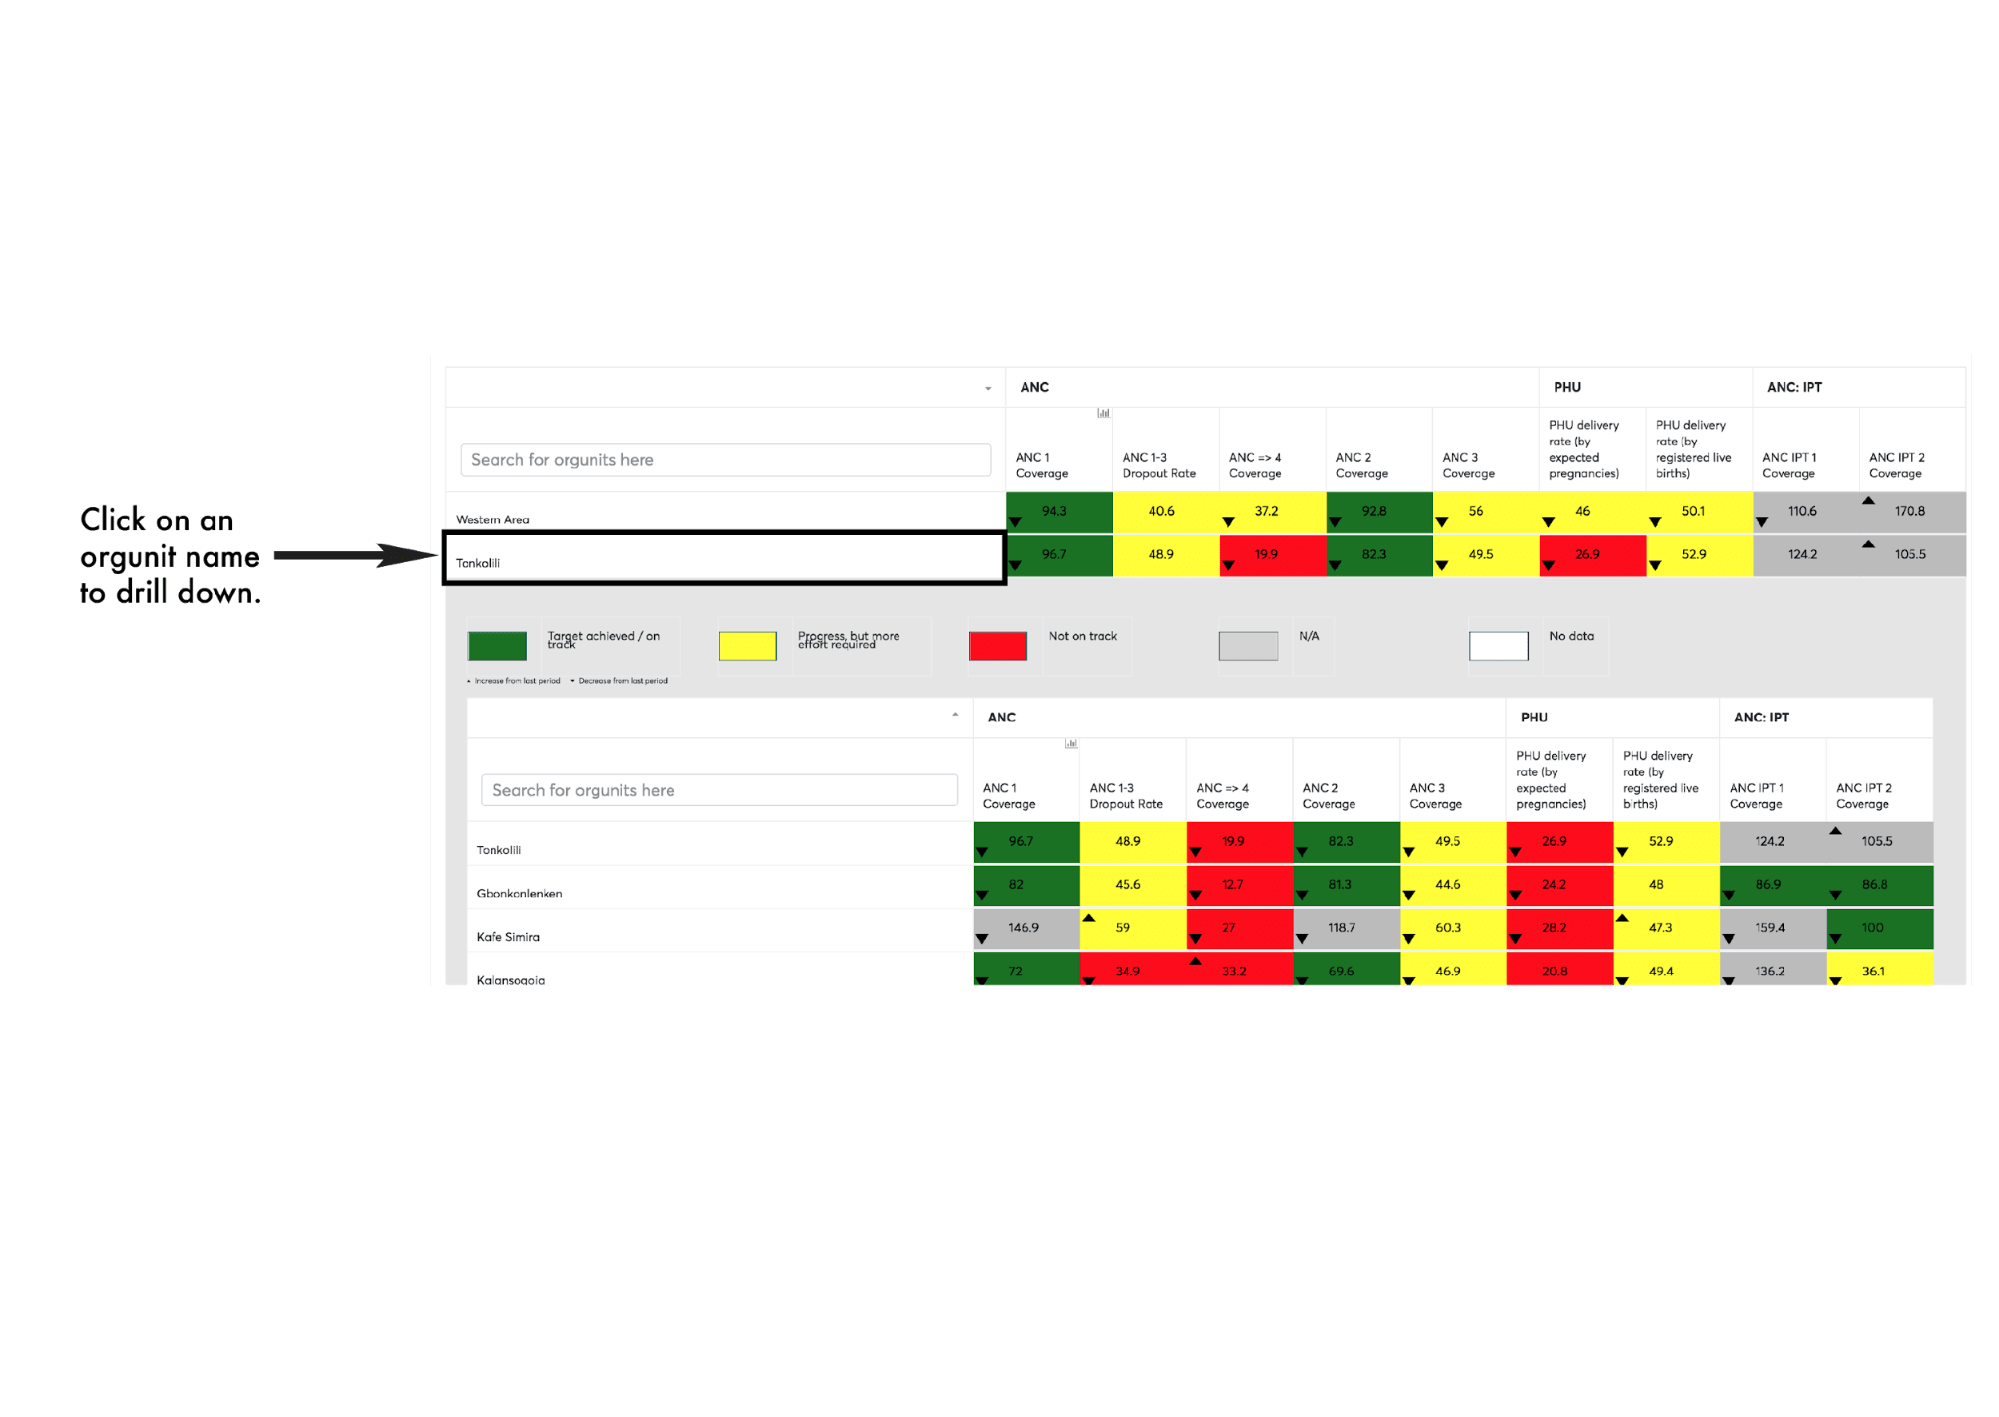 Click on an
orgunit name
to drill down.
ANC PHU ANC: IPT
Search for orgunits here
ANC 1 Coverage
ANC 1-3 Dropout Rate
ANC => 4 Coverage
ANC 2 Coverage
ANC 3 Coverage
PHU delivery rate (by expected pregnancies)
PHU delivery rate (by registered live births)
ANC IPT 1 Coverage
ANC IPT 2 Coverage
Western Area 94.3 40.6 37.2 92.8 56 46 50.1 110.6 170.8
Tonkolili 96.7 48.9 19.9 82.3 49.5 26.9 52.9 124.2 105.5
Target achieved / on track
Progress, but more effort required
Not on track
N/A
No data
Increase from last period Decrease from last period
ANC PHU ANC: IPT
Search for orgunits here
ANC 1 Coverage
ANC 1-3 Dropout Rate
ANC => 4 Coverage
ANC 2 Coverage
ANC 3 Coverage
PHU delivery rate (by expected pregnancies)
PHU delivery rate (by registered live births)
ANC IPT 1 Coverage
ANC IPT 2 Coverage
Tonkolili 96.7 48.9 19.9 82.3 49.5 26.9 52.9 124.2 105.5
Gbonkonlenken 82 45.6 12.7 81.3 44.6 24.2 48 86.9 86.8
Kafe Simira 146.9 59 27 118.7 60.3 28.2 47.3 159.4 100
Kalansogoia 72 34.9 33.2 69.6 46.9 20.8 49.4 136.2 36.1